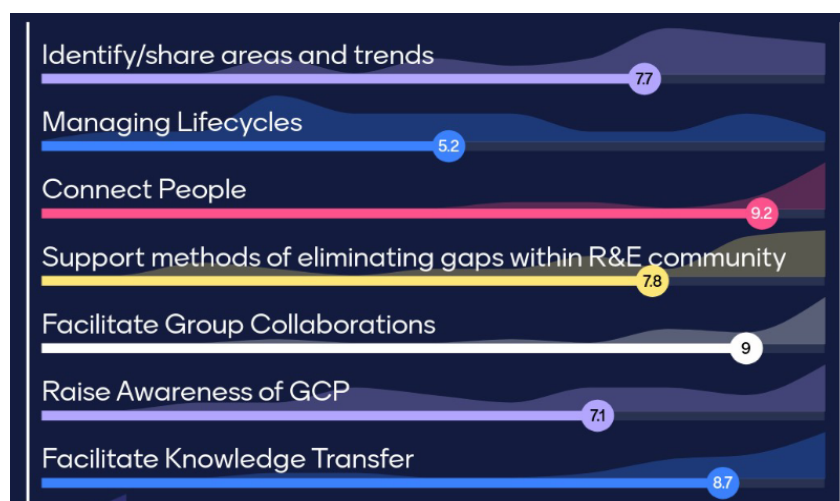 Identify/share areas and trends
7.7
Managing Lifecycles
5.2
Connect People
9.2
Support methods of eliminating gaps within R&E community
7.8
Facilitate Group Collaborations
9
Raise Awareness of GCP
7.1
Facilitate Knowledge Transfer
8.7